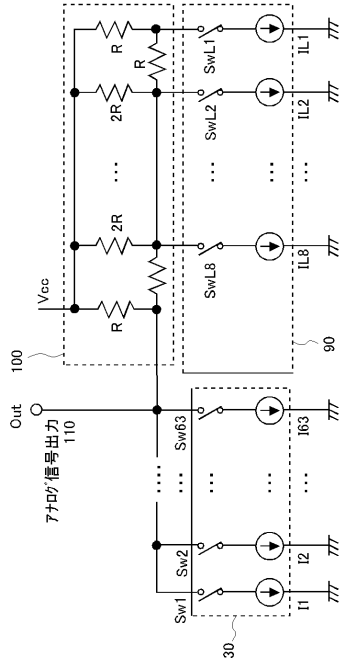 Out
アナログ信号出力
110
100
Vcc
R
2R
...
2R
R
R
Sw1
Sw2
....
...
Sw63
SwL8
SwL2
SwL1
...
...
...
I1
I2
...
I63
IL8
...
IL2
IL1
30
90